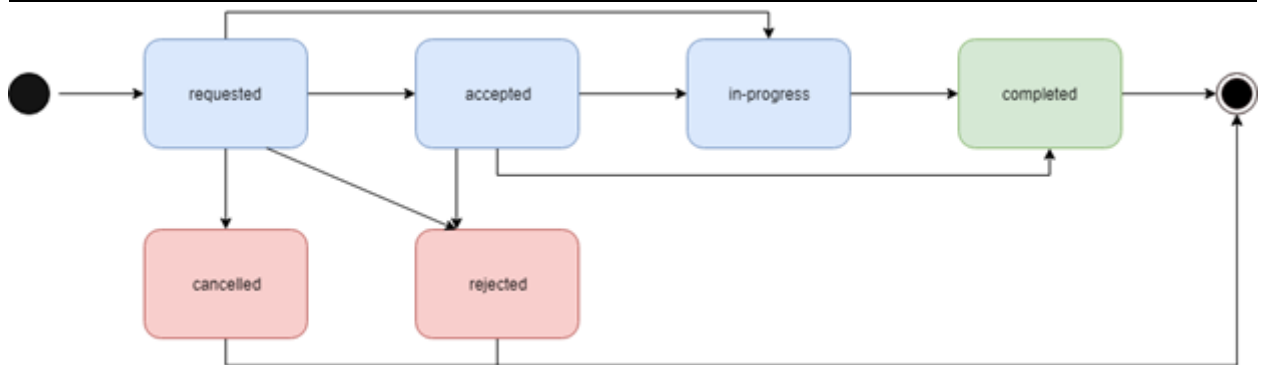 requested
accepted
in-progress
completed
cancelled
rejected